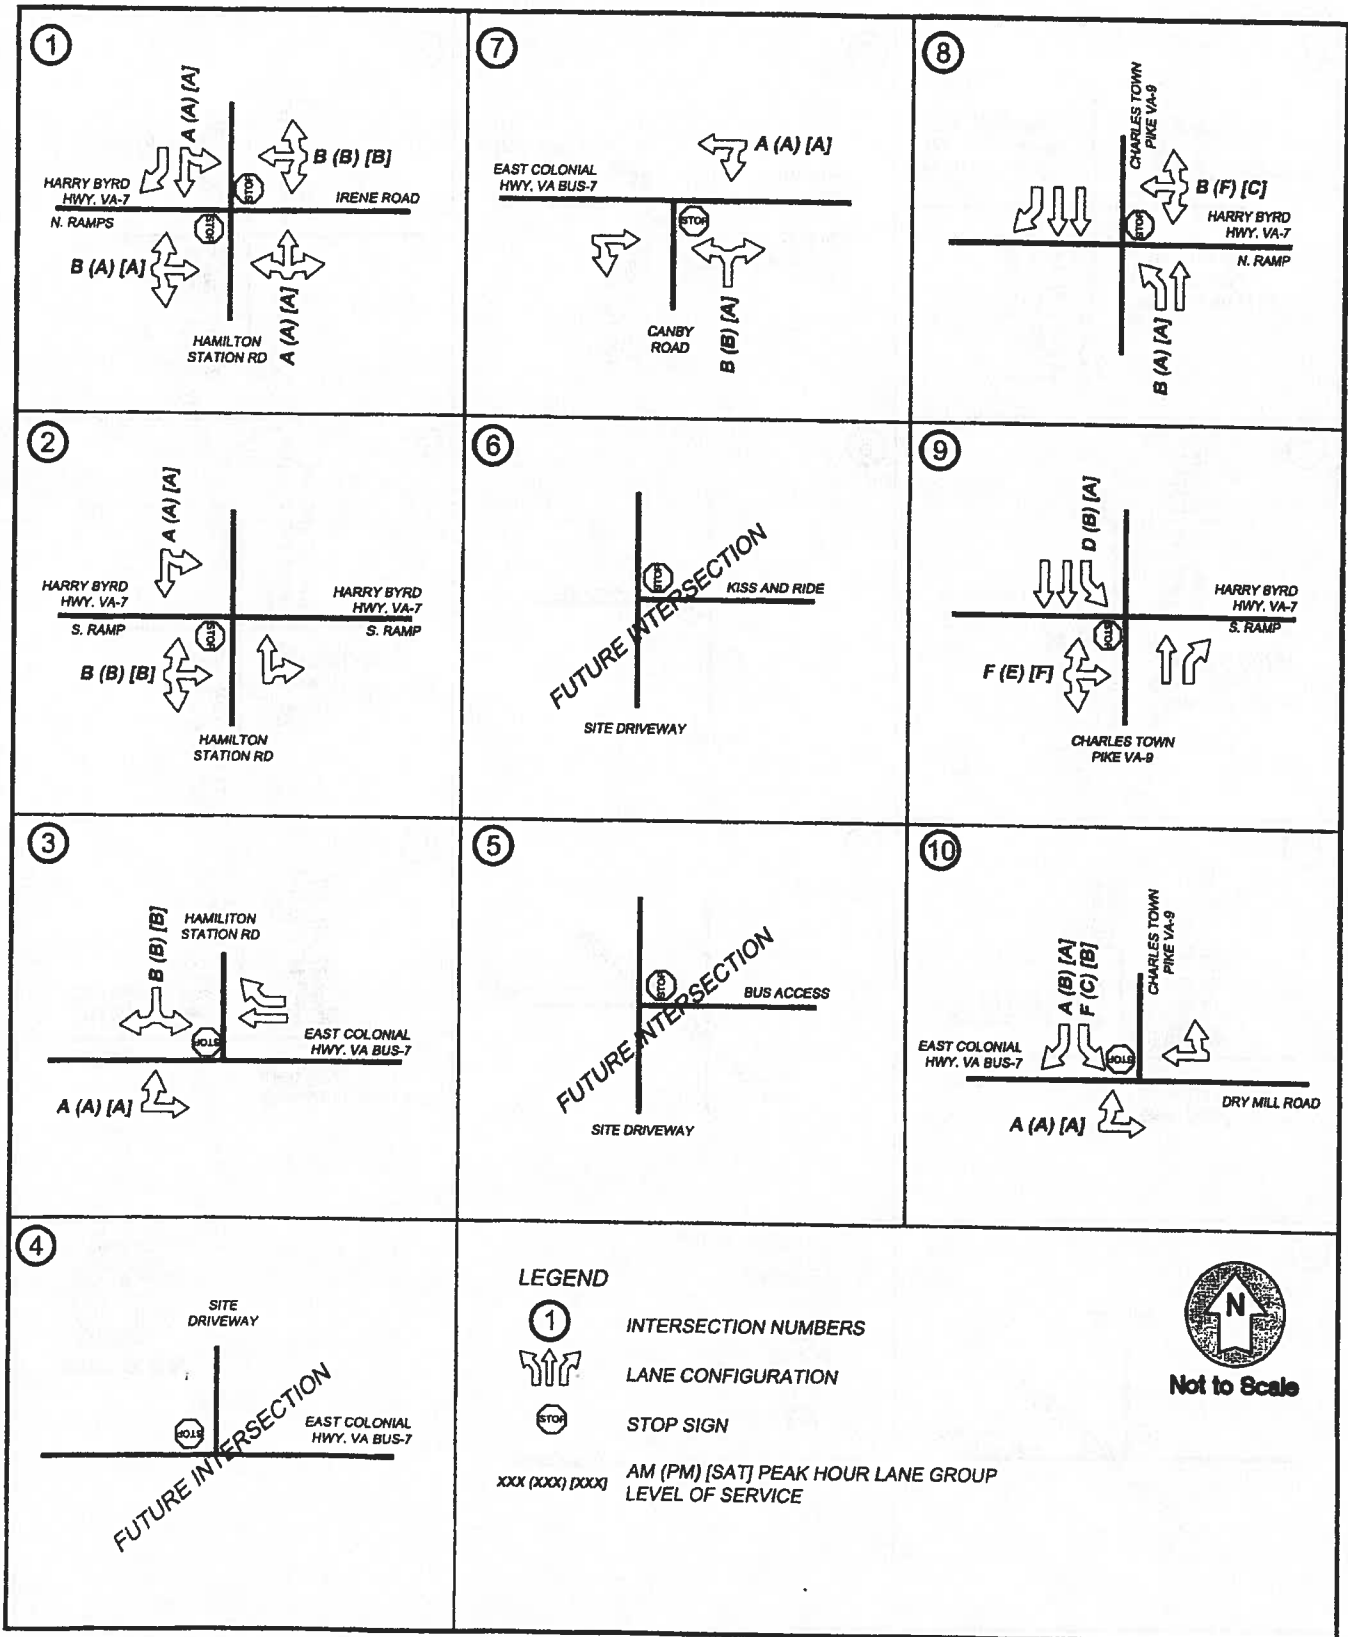 1
A (A) [A]
B (B) [B]
HARRY BYRD
HWY. VA-7
N. RAMPS
STOP
IRENE ROAD
STOP
B (A) [A]
A (A) [A]
HAMILTON
STATION RD
7
A (A) [A]
EAST COLONIAL
HWY. VA BUS-7
STOP
CANBY
ROAD
B (B) [A]
8
CHARLES TOWN
PIKE VA-9
B (F) [C]
STOP
HARRY BYRD
HWY. VA-7
N. RAMP
B (A) [A]
2
A (A) [A]
HARRY BYRD
HWY. VA-7
S. RAMP
HARRY BYRD
HWY. VA-7
S. RAMP
STOP
B (B) [B]
HAMILTON
STATION RD
6
STOP
KISS AND RIDE
FUTURE INTERSECTION
SITE DRIVEWAY
9
D (B) [A]
HARRY BYRD
HWY. VA-7
S. RAMP
STOP
F (E) [F]
CHARLES TOWN
PIKE VA-9
3
B (B) [B]
HAMILITON
STATION RD
STOP
EAST COLONIAL
HWY. VA BUS-7
A (A) [A]
5
STOP
BUS ACCESS
FUTURE INTERSECTION
SITE DRIVEWAY
10
A (B) [A]
F (C) [B]
CHARLES TOWN
PIKE VA-9
EAST COLONIAL
HWY. VA BUS-7
STOP
DRY MILL ROAD
A (A) [A]
4
SITE
DRIVEWAY
STOP
EAST COLONIAL
HWY. VA BUS-7
FUTURE INTERSECTION
LEGEND
1 INTERSECTION NUMBERS
LANE CONFIGURATION
STOP STOP SIGN
XXX (XXX) [XXX] AM (PM) [SAT] PEAK HOUR LANE GROUP
LEVEL OF SERVICE
N
Not to Scale